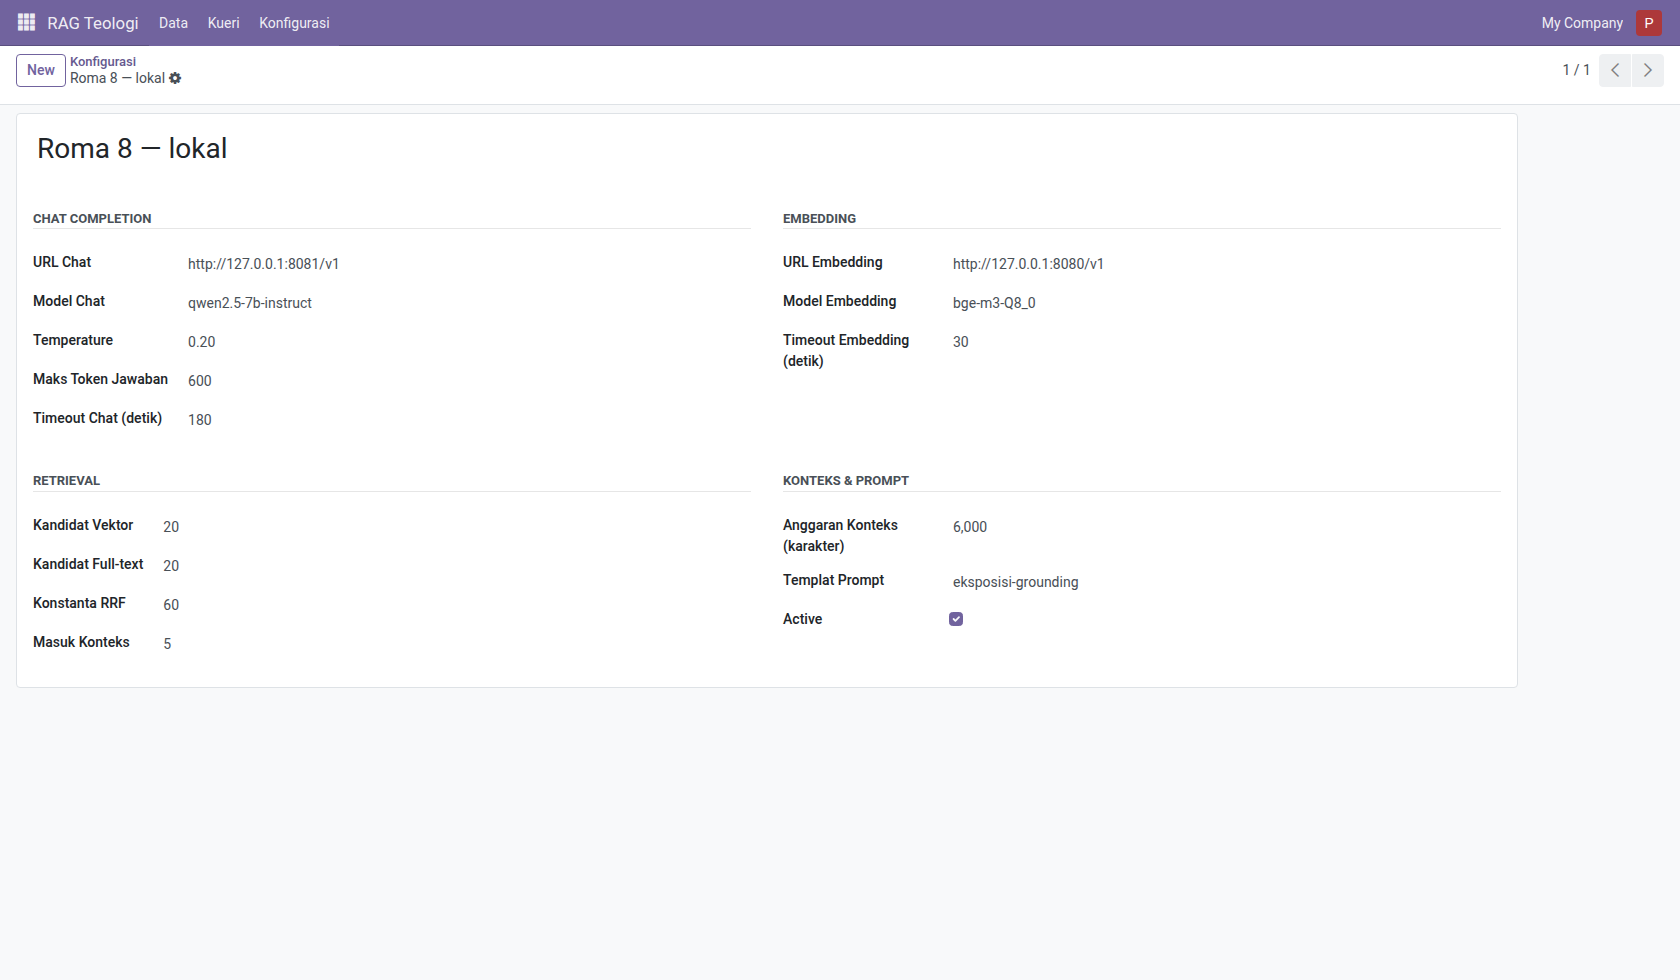 RAG Teologi Data Kueri Konfigurasi My Company P
New Konfigurasi
Roma 8 — lokal
1 / 1
Roma 8 — lokal
CHAT COMPLETION
URL Chat http://127.0.0.1:8081/v1
Model Chat qwen2.5-7b-instruct
Temperature 0.20
Maks Token Jawaban 600
Timeout Chat (detik) 180
EMBEDDING
URL Embedding http://127.0.0.1:8080/v1
Model Embedding bge-m3-Q8_0
Timeout Embedding 30
(detik)
RETRIEVAL
Kandidat Vektor 20
Kandidat Full-text 20
Konstanta RRF 60
Masuk Konteks 5
KONTEKS & PROMPT
Anggaran Konteks 6,000
(karakter)
Templat Prompt eksposisi-grounding
Active